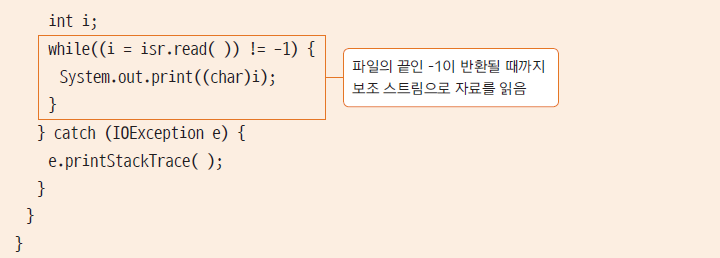 int i;
while((i = isr.read( )) != -1) {
System.out.print((char)i);
}
파일의 끝인 -1이 반환될 때까지
보조 스트림으로 자료를 읽음
} catch (IOException e) {
e.printStackTrace( );
}
}
}